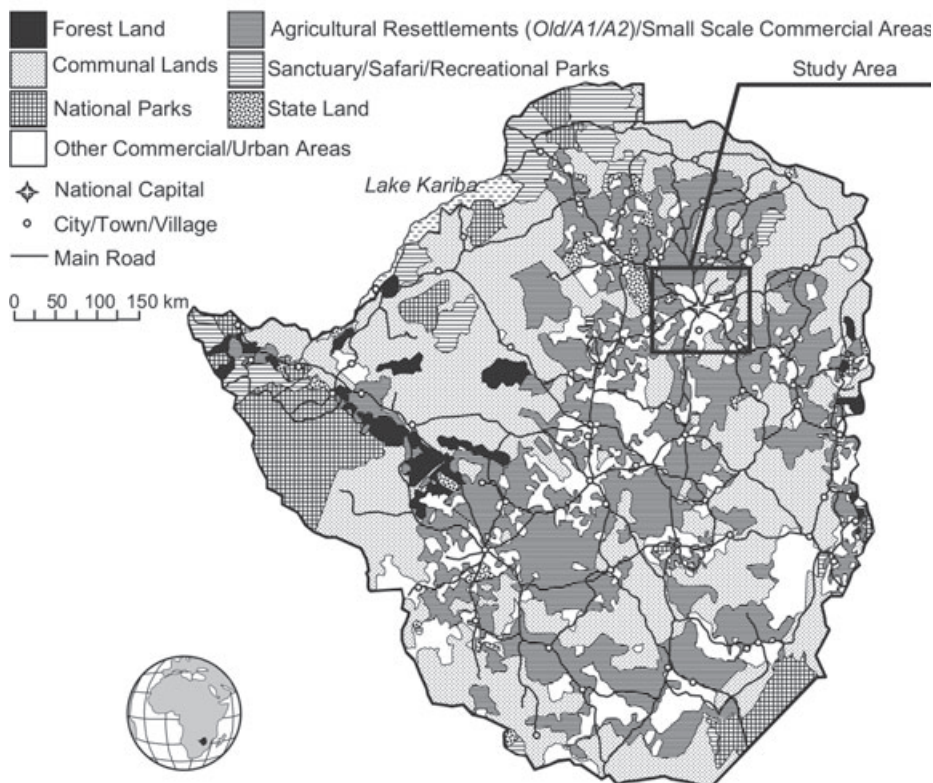 Forest Land
Agricultural Resettlements (Old/A1/A2)/Small Scale Commercial Areas
Communal Lands
Sanctuary/Safari/Recreational Parks
Study Area
National Parks
State Land
Other Commercial/Urban Areas
National Capital
Lake Kariba
City/Town/Village
Main Road
0 50 100 150 km